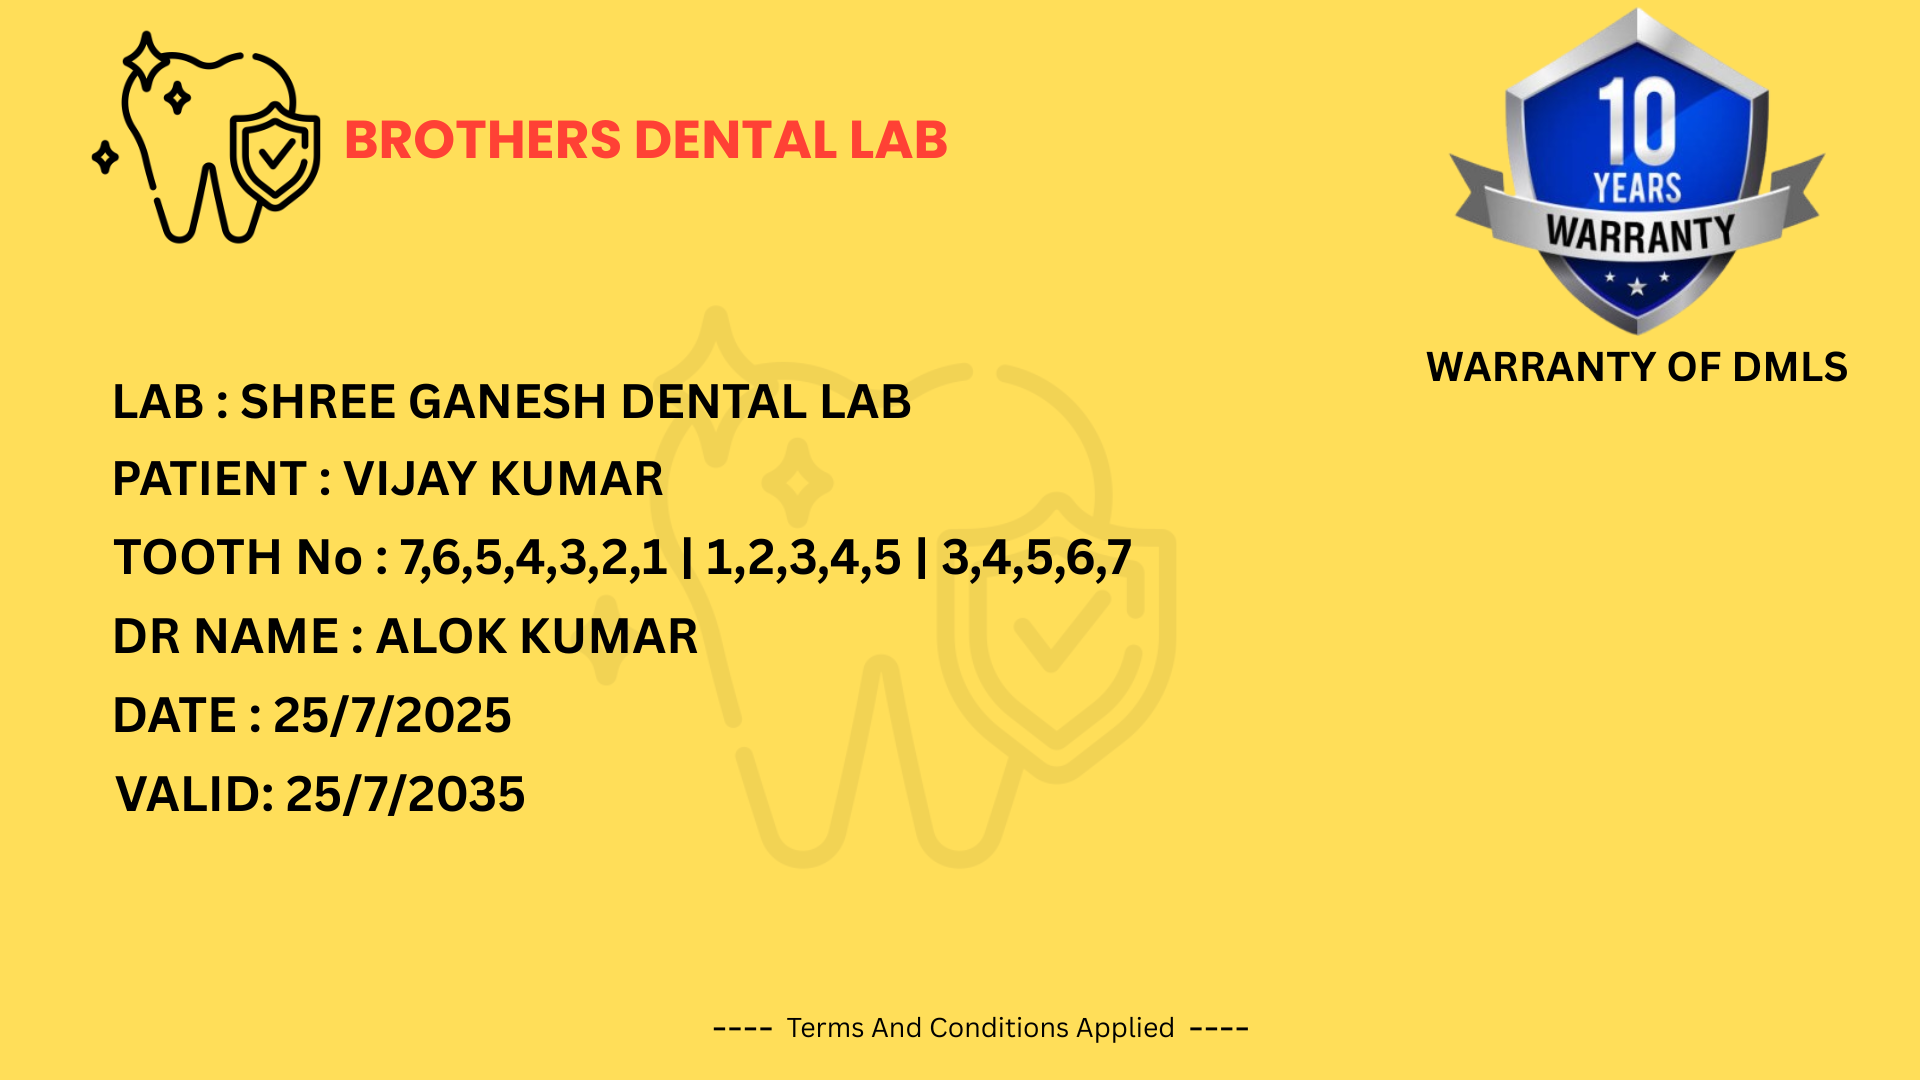 BROTHERS DENTAL LAB
10
YEARS
WARRANTY
WARRANTY OF DMLS
LAB : SHREE GANESH DENTAL LAB
PATIENT : VIJAY KUMAR
TOOTH No : 7,6,5,4,3,2,1 | 1,2,3,4,5 | 3,4,5,6,7
DR NAME : ALOK KUMAR
DATE : 25/7/2025
VALID: 25/7/2035
---- Terms And Conditions Applied ----